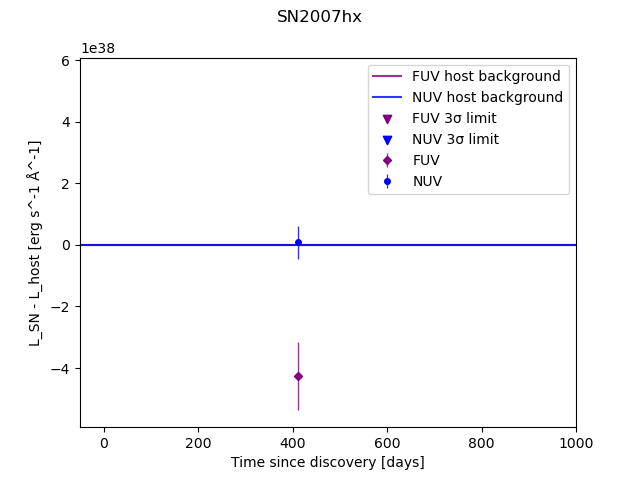 SN2007hx
1e38
6
4
2
0
−2
−4
L_SN - L_host [erg s^-1 Å^-1]
FUV host background
NUV host background
FUV 3σ limit
NUV 3σ limit
FUV
NUV
0 200 400 600 800 1000
Time since discovery [days]